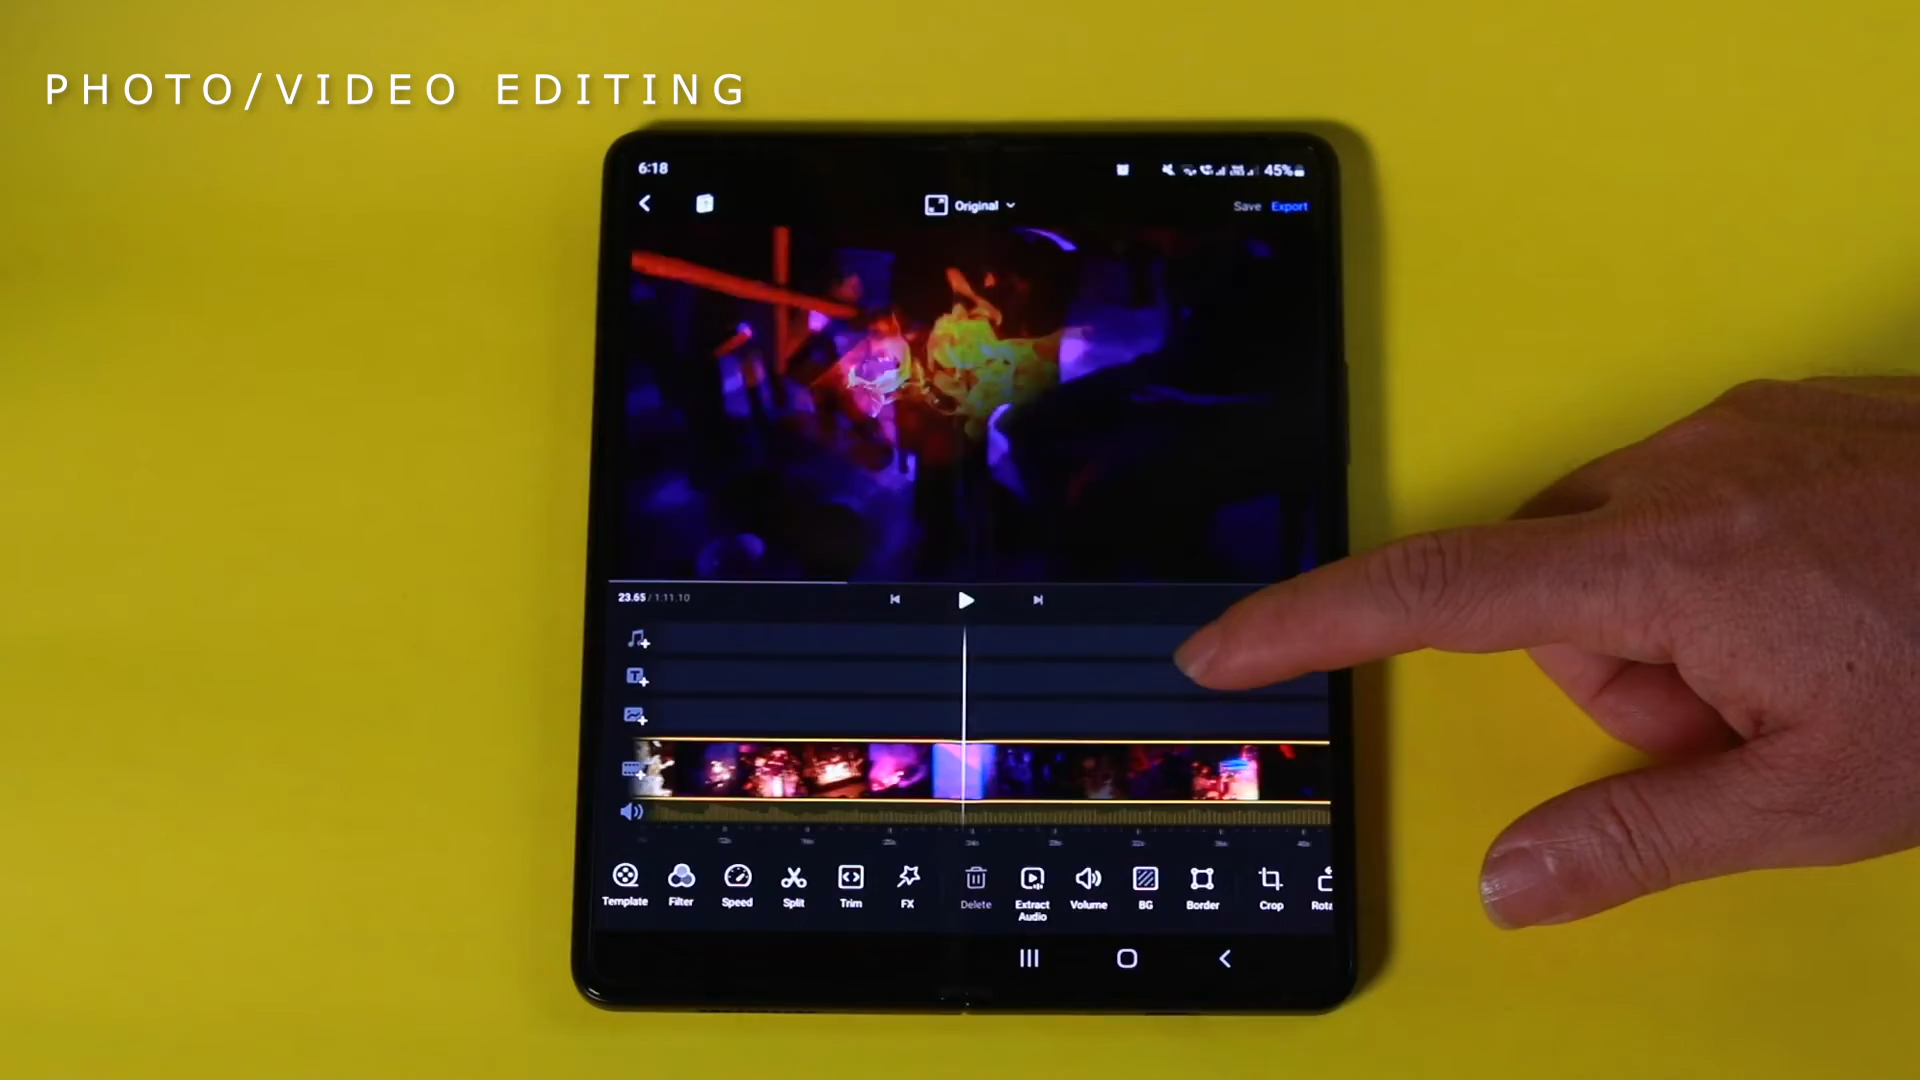 PHOTO/VIDEO EDITING
6:18
45%
Original
Save Export
23.65 / 1:11.10
Template Filter Speed Split Trim FX Delete Extract Audio Volume BG Border Crop Rota